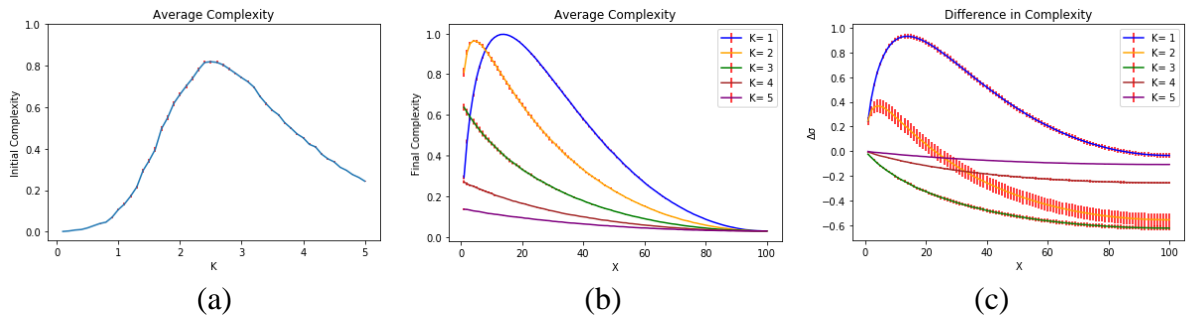 Average Complexity
1.0
0.8
0.6
0.4
0.2
0.0
Initial Complexity
0 1 2 3 4 5
K
(a)
Average Complexity
1.0
0.8
0.6
0.4
0.2
0.0
Final Complexity
K= 1
K= 2
K= 3
K= 4
K= 5
0 20 40 60 80 100
X
(b)
Difference in Complexity
1.0
0.8
0.6
0.4
0.2
0.0
−0.2
−0.4
−0.6
Δσ
K= 1
K= 2
K= 3
K= 4
K= 5
0 20 40 60 80 100
X
(c)